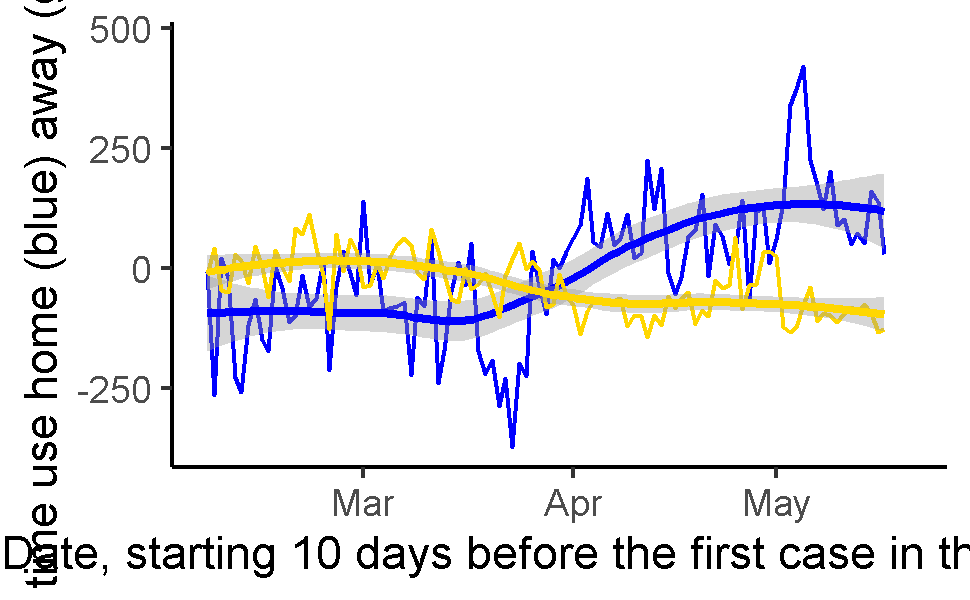 time use home (blue) away (
500
250
0
-250
Mar Apr May
Date, starting 10 days before the first case in th